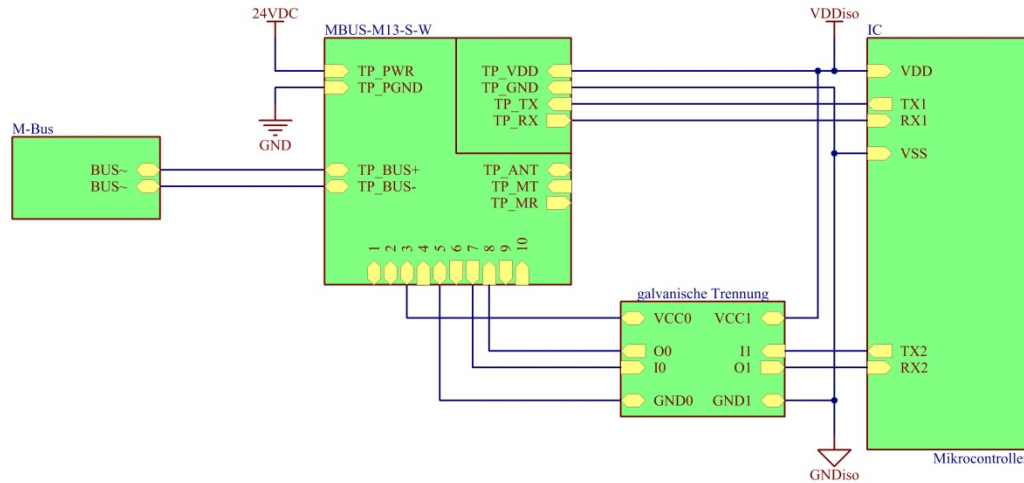 24VDC
VDDiso
MBUS-M13-S-W
IC
TP_PWR
TP_VDD
VDD
TP_PGND
TP_GND
TP_TX
TX1
TP_RX
RX1
GND
M-Bus
VSS
BUS~
TP_BUS+
TP_ANT
BUS~
TP_BUS-
TP_MT
TP_MR
1 2 3 4 5 6 7 8 9 10
galvanische Trennung
VCC0
VCC1
O0
I1
TX2
I0
O1
RX2
GND0
GND1
Mikrocontroller
GNDiso